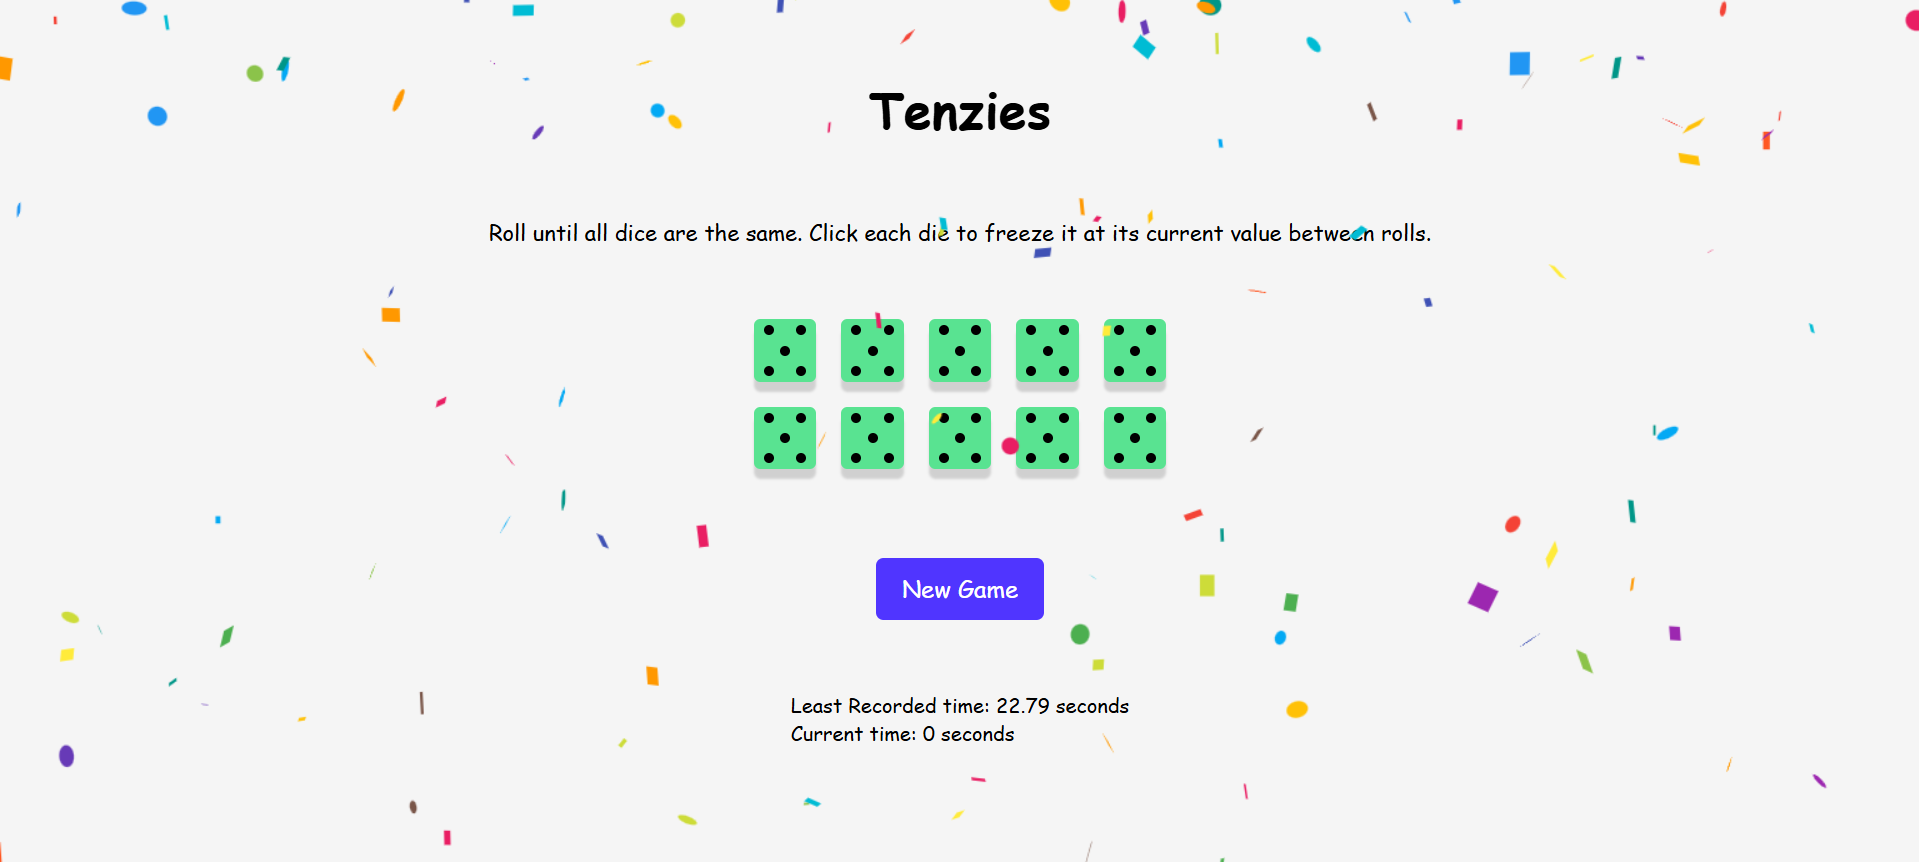 Tenzies
Roll until all dice are the same. Click each die to freeze it at its current value between rolls.
New Game
Least Recorded time: 22.79 seconds
Current time: 0 seconds